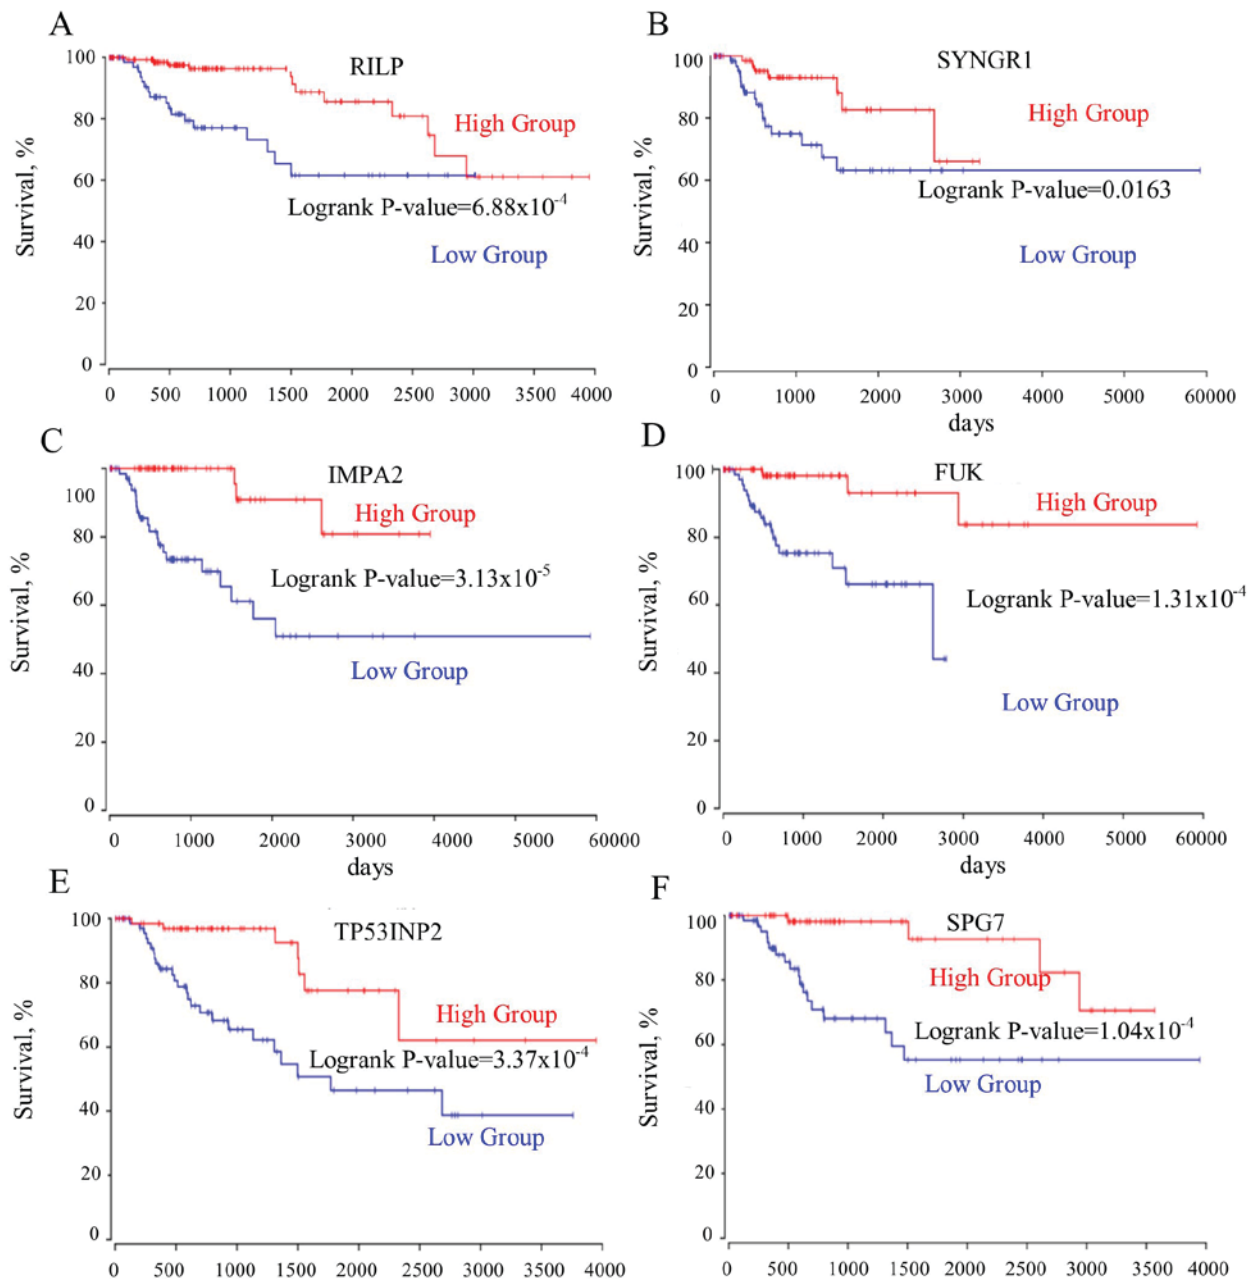 A
RILP
Survival, %
100
80
60
40
20
0
High Group
Logrank P-value=6.88x10-4
Low Group
0 500 1000 1500 2000 2500 3000 3500 4000
B
SYNGR1
Survival, %
100
80
60
40
20
0
High Group
Logrank P-value=0.0163
Low Group
0 1000 2000 3000 4000 5000 60000
days
C
IMPA2
Survival, %
100
80
60
40
20
0
High Group
Logrank P-value=3.13x10-5
Low Group
0 1000 2000 3000 4000 5000 60000
days
D
FUK
Survival, %
100
80
60
40
20
0
High Group
Logrank P-value=1.31x10-4
Low Group
0 1000 2000 3000 4000 5000 60000
days
E
TP53INP2
Survival, %
100
80
60
40
20
0
High Group
Logrank P-value=3.37x10-4
Low Group
0 500 1000 1500 2000 2500 3000 3500 4000
F
SPG7
Survival, %
100
80
60
40
20
0
High Group
Logrank P-value=1.04x10-4
Low Group
0 500 1000 1500 2000 2500 3000 3500 4000